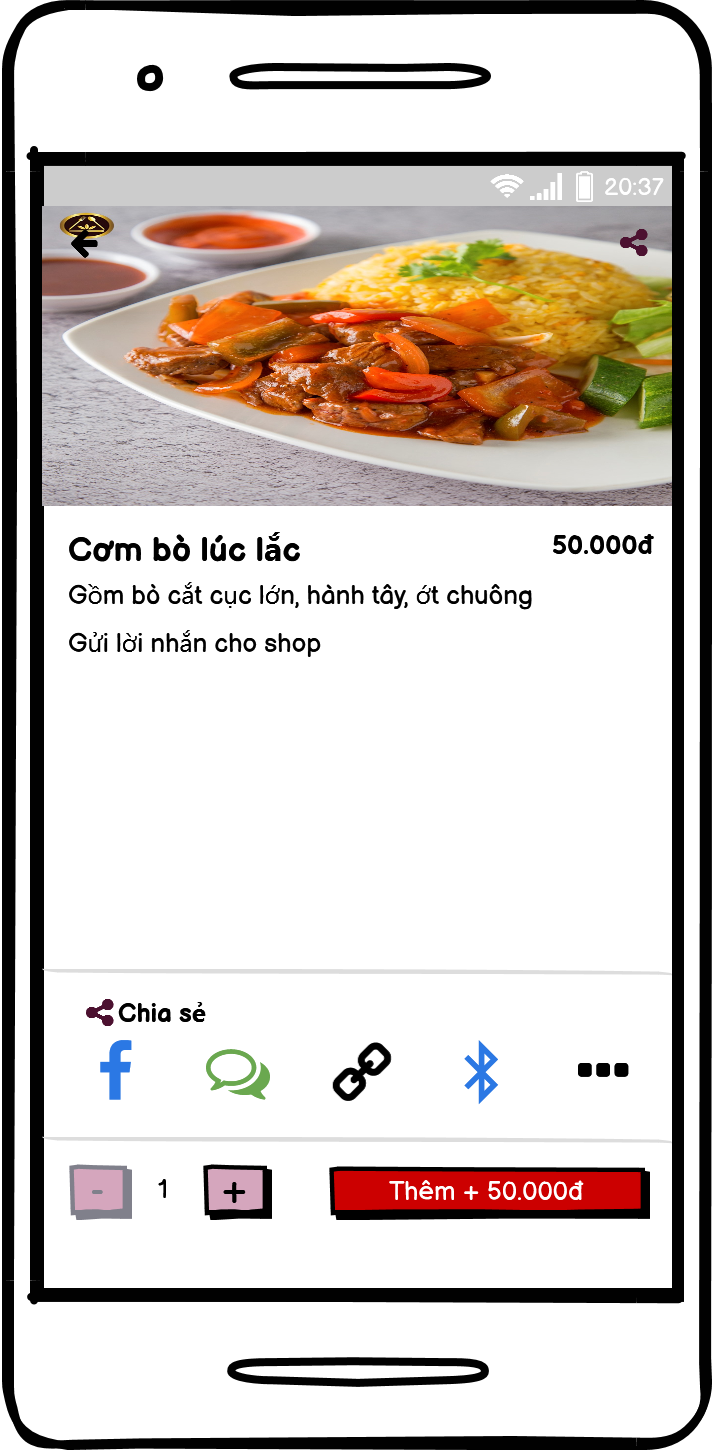 20:37
Cơm bò lúc lắc 50.000đ
Gồm bò cắt cục lớn, hành tây, ớt chuông
Gửi lời nhắn cho shop
Chia sẻ
- 1 + Thêm + 50.000đ